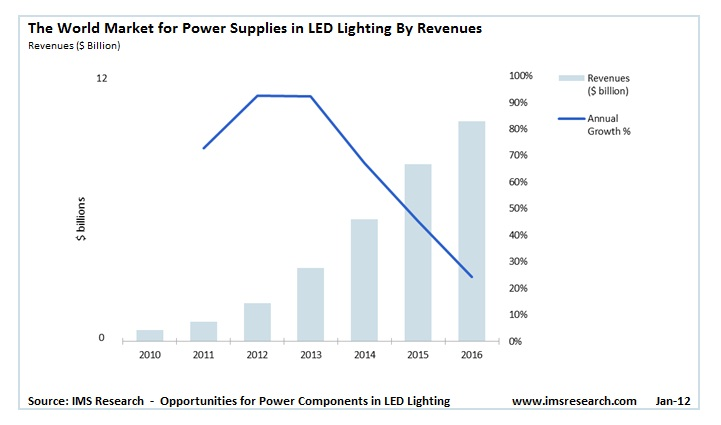 The World Market for Power Supplies in LED Lighting By Revenues
Revenues ($ Billion)
12
$ billions
0
100%
90%
80%
70%
60%
50%
40%
30%
20%
10%
0%
Revenues
($ billion)
Annual
Growth %
2010 2011 2012 2013 2014 2015 2016
Source: IMS Research - Opportunities for Power Components in LED Lighting www.imsresearch.com Jan-12